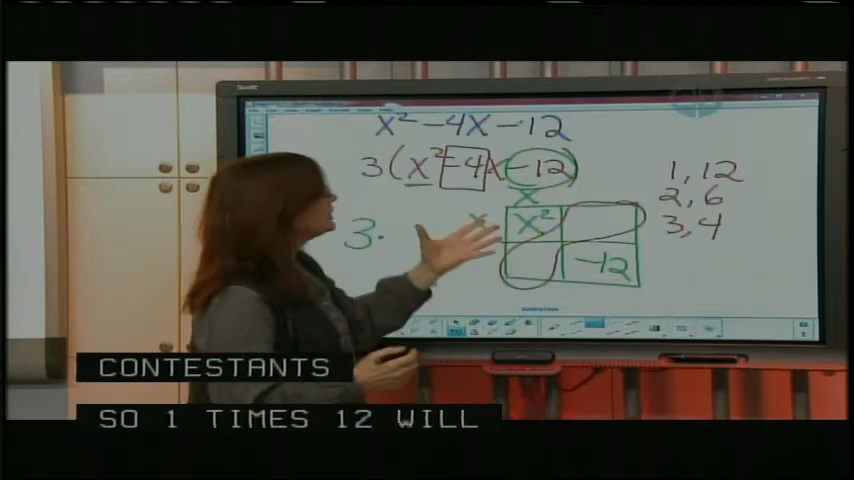 x² -4x -12
3(x² -4x -12)
1, 12
x
2, 6
x
x²
3, 4
3·
-12
CONTESTANTS
SO 1 TIMES 12 WILL